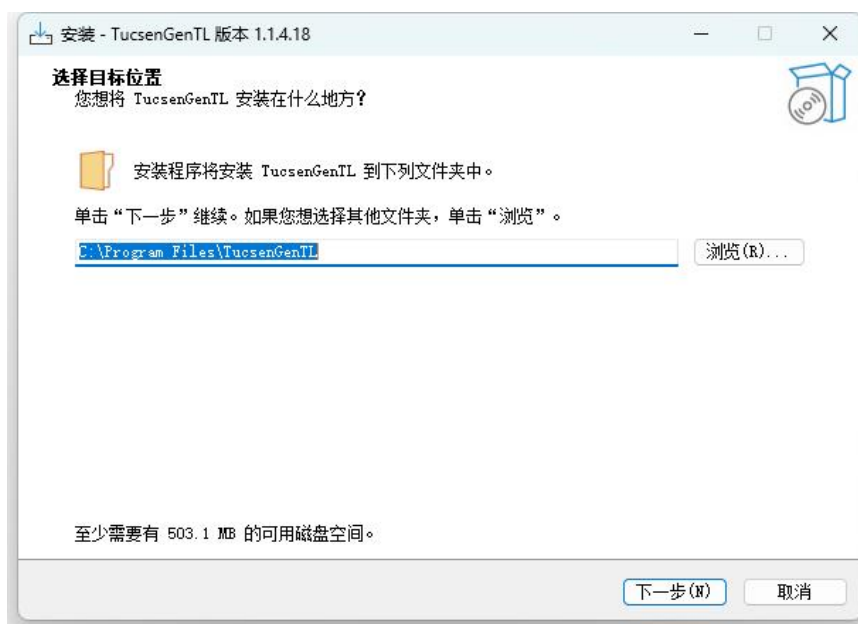 安装 - TucsenGenTL 版本 1.1.4.18
选择目标位置
您想将 TucsenGenTL 安装在什么地方?
安装程序将安装 TucsenGenTL 到下列文件夹中。
单击“下一步”继续。如果您想选择其他文件夹，单击“浏览”。
C:\Program Files\TucsenGenTL
浏览(R)...
至少需要有 503.1 MB 的可用磁盘空间。
下一步(N)
取消